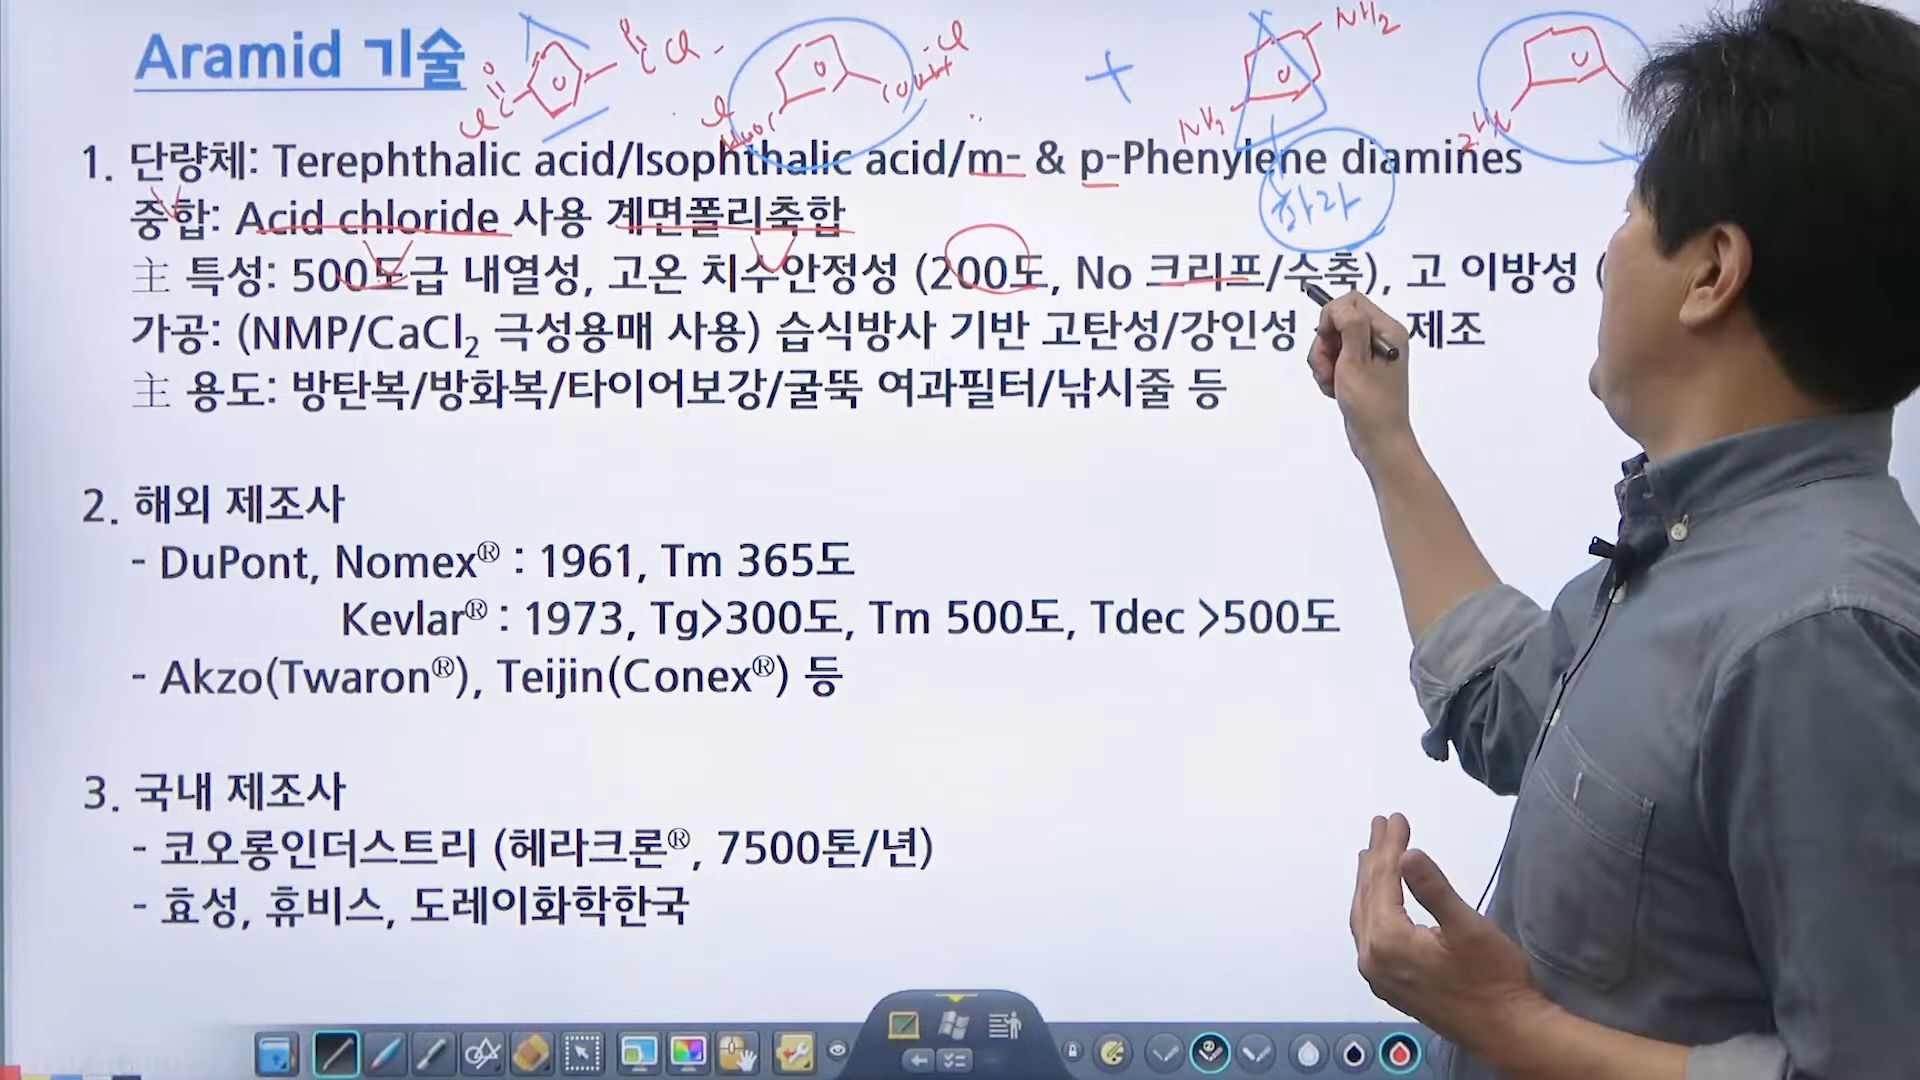 Aramid 기술
Cl C O C O Cl
Cl COCl + NH2 NH2
1. 단량체: Terephthalic acid/Isophthalic acid/m- & p-Phenylene diamines
중합: Acid chloride 사용 계면폴리축합
파라
主 특성: 500도급 내열성, 고온 치수안정성 (200도, No 크리프/수축), 고 이방성 (
가공: (NMP/CaCl2 극성용매 사용) 습식방사 기반 고탄성/강인성 제조
主 용도: 방탄복/방화복/타이어보강/굴뚝 여과필터/낚시줄 등
2. 해외 제조사
- DuPont, Nomex® : 1961, Tm 365도
Kevlar® : 1973, Tg>300도, Tm 500도, Tdec >500도
- Akzo(Twaron®), Teijin(Conex®) 등
3. 국내 제조사
- 코오롱인더스트리 (헤라크론®, 7500톤/년)
- 효성, 휴비스, 도레이화학한국